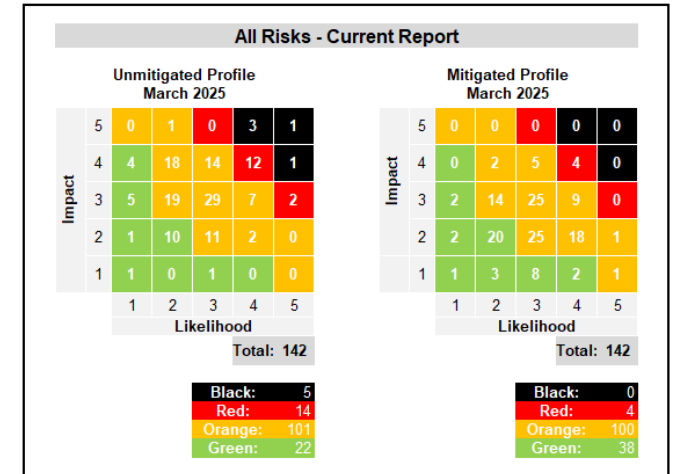 All Risks - Current Report
Unmitigated Profile
March 2025
Impact
5 0 1 0 3 1
4 4 18 14 12 1
3 5 19 29 7 2
2 1 10 11 2 0
1 1 0 1 0 0
1 2 3 4 5
Likelihood
Total: 142
Black: 5
Red: 14
Orange: 101
Green: 22
Mitigated Profile
March 2025
Impact
5 0 0 0 0 0
4 0 2 5 4 0
3 2 14 25 9 0
2 2 20 25 18 1
1 1 3 8 2 1
1 2 3 4 5
Likelihood
Total: 142
Black: 0
Red: 4
Orange: 100
Green: 38